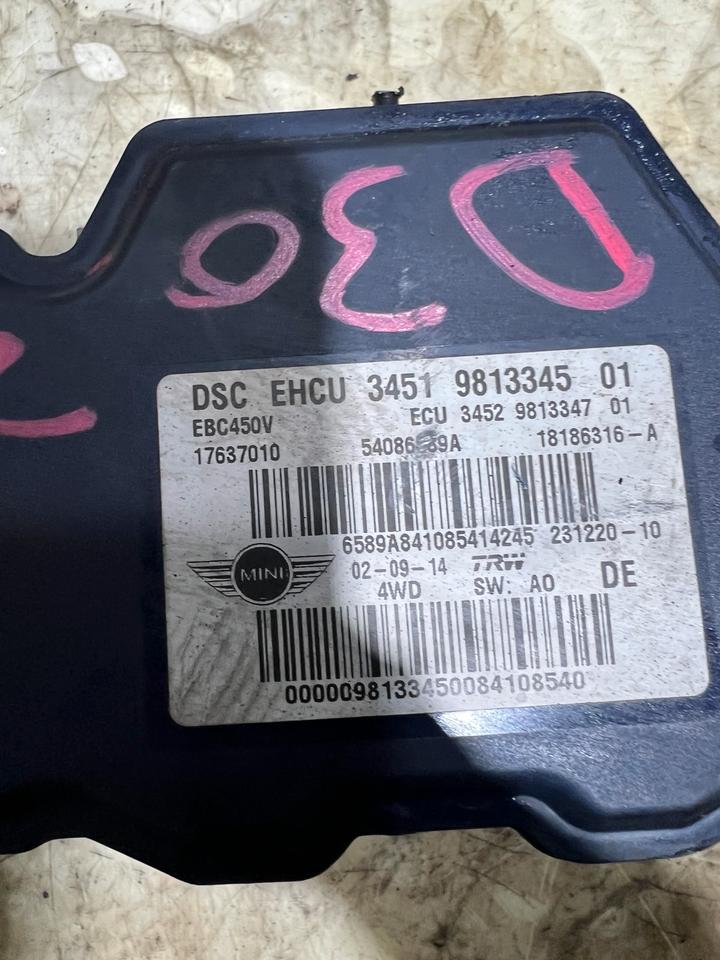 D30
DSC EHCU 3451 9813345 01
EBC450V ECU 3452 9813347 01
17637010 18186316-A
6589A841085414245 231220-10
MINI 02-09-14 TRW
4WD SW: A0 DE
0000098133450084108540